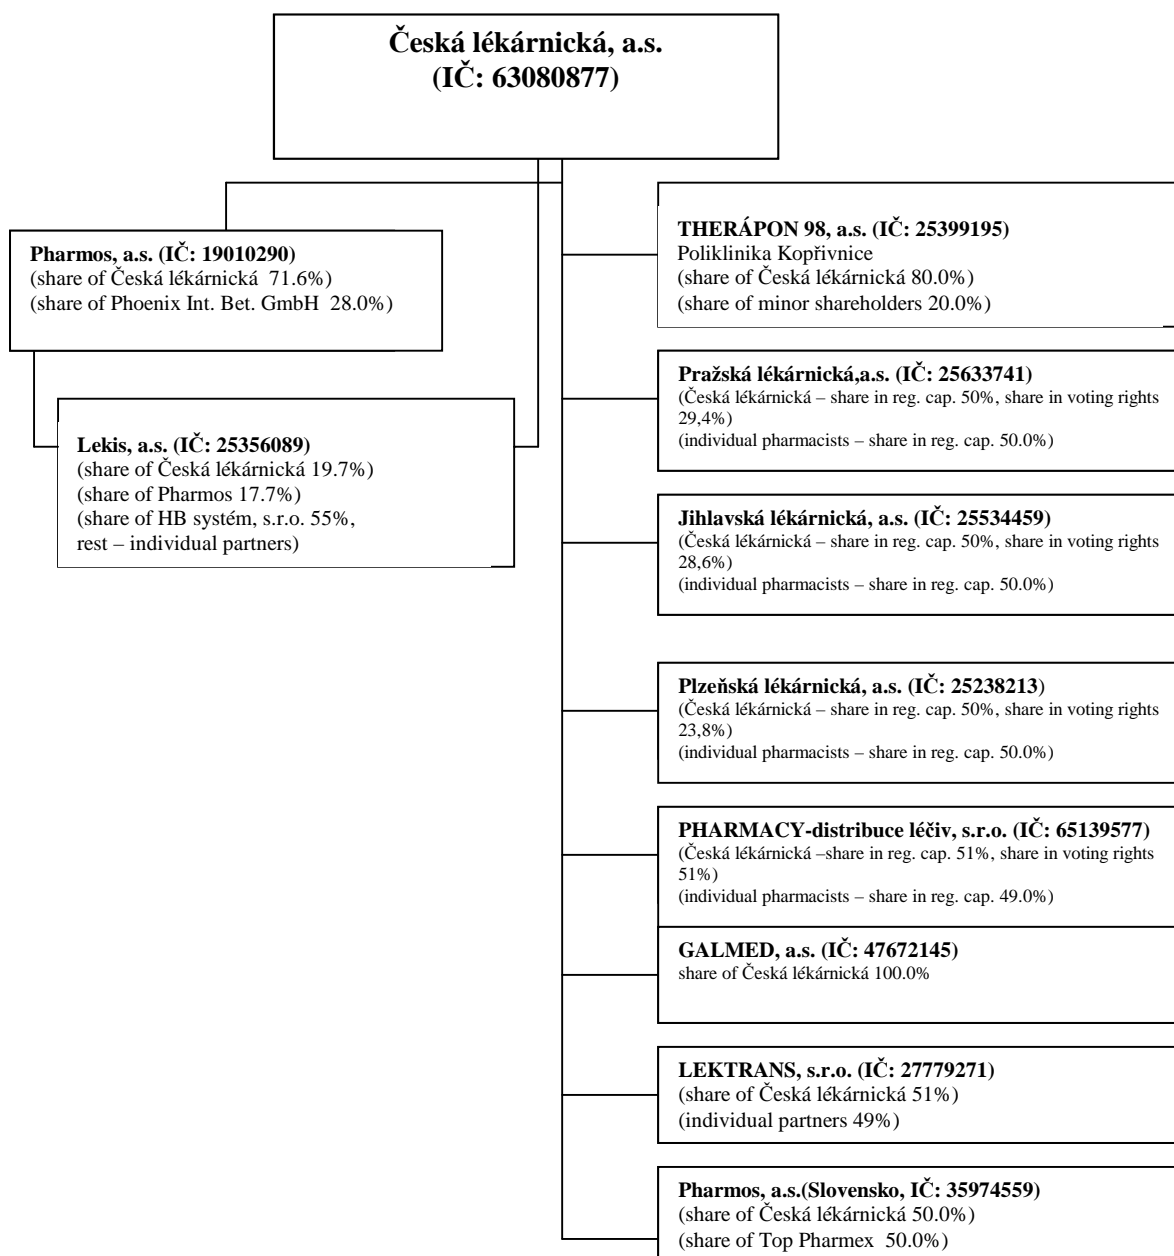 Česká lékárnická, a.s.
(IČ: 63080877)
Pharmos, a.s. (IČ: 19010290)
(share of Česká lékárnická  71.6%)
(share of Phoenix Int. Bet. GmbH  28.0%)
Lekis, a.s. (IČ: 25356089)
(share of Česká lékárnická 19.7%)
(share of Pharmos 17.7%)
(share of HB systém, s.r.o. 55%,
rest – individual partners)
THERÁPON 98, a.s. (IČ: 25399195)
Poliklinika Kopřivnice
(share of Česká lékárnická 80.0%)
(share of minor shareholders 20.0%)
Pražská lékárnická,a.s. (IČ: 25633741)
(Česká lékárnická – share in reg. cap. 50%, share in voting rights
29,4%)
(individual pharmacists – share in reg. cap. 50.0%)
Jihlavská lékárnická, a.s. (IČ: 25534459)
(Česká lékárnická – share in reg. cap. 50%, share in voting rights
28,6%)
(individual pharmacists – share in reg. cap. 50.0%)
Plzeňská lékárnická, a.s. (IČ: 25238213)
(Česká lékárnická – share in reg. cap. 50%, share in voting rights
23,8%)
(individual pharmacists – share in reg. cap. 50.0%)
PHARMACY-distribuce léčiv, s.r.o. (IČ: 65139577)
(Česká lékárnická –share in reg. cap. 51%, share in voting rights
51%)
(individual pharmacists – share in reg. cap. 49.0%)
GALMED, a.s. (IČ: 47672145)
share of Česká lékárnická 100.0%
LEKTRANS, s.r.o. (IČ: 27779271)
(share of Česká lékárnická 51%)
(individual partners 49%)
Pharmos, a.s.(Slovensko, IČ: 35974559)
(share of Česká lékárnická 50.0%)
(share of Top Pharmex  50.0%)